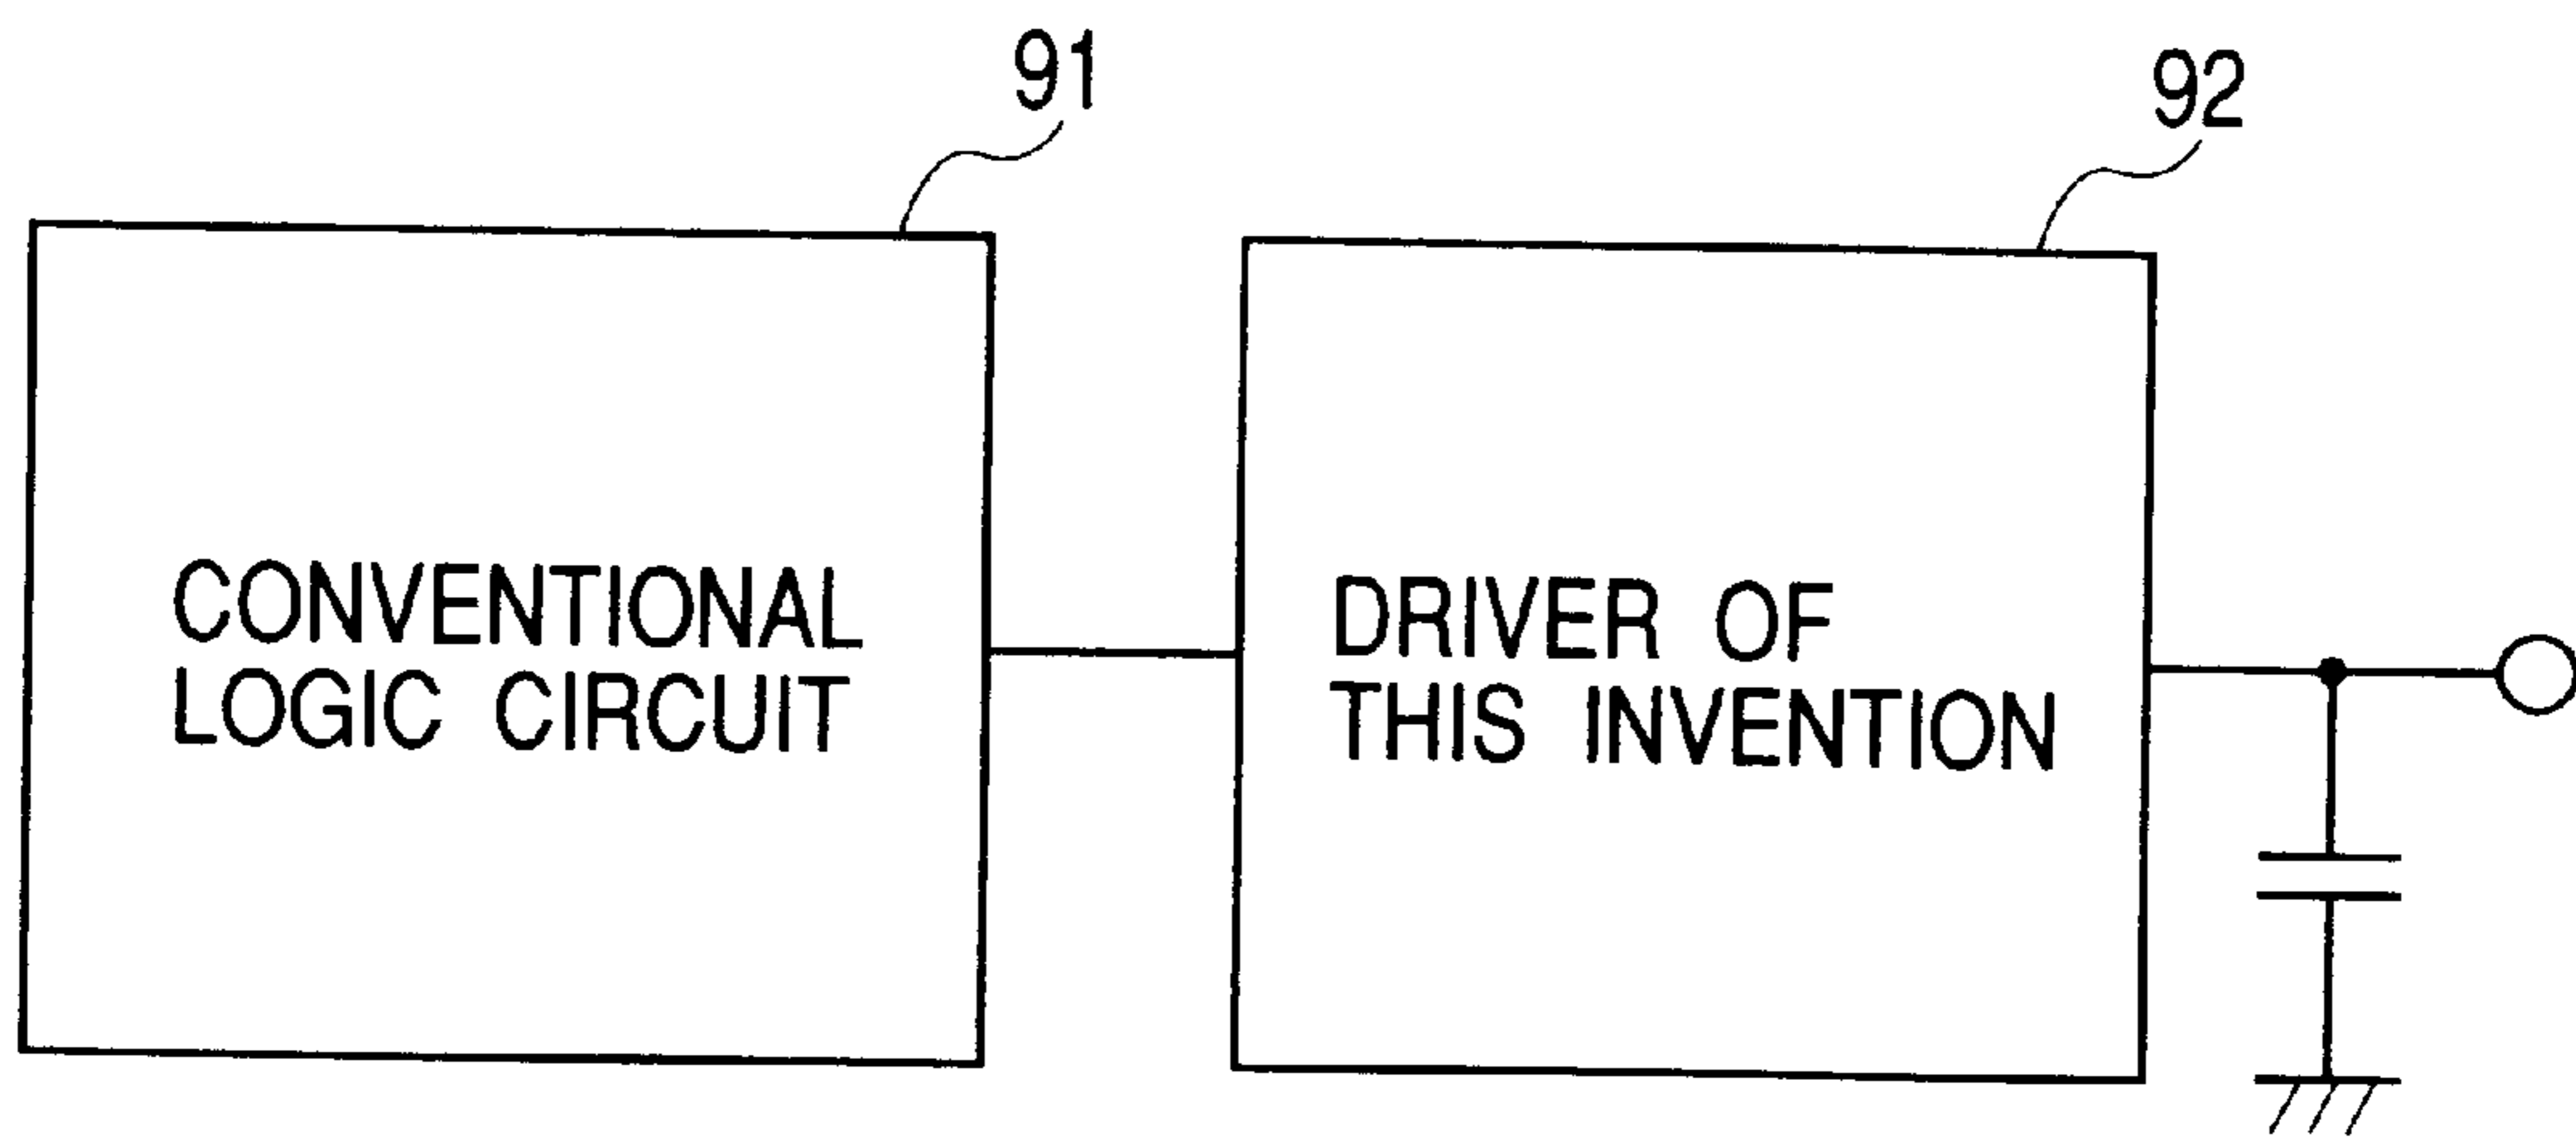 91
92
CONVENTIONAL
LOGIC CIRCUIT
DRIVER OF
THIS INVENTION